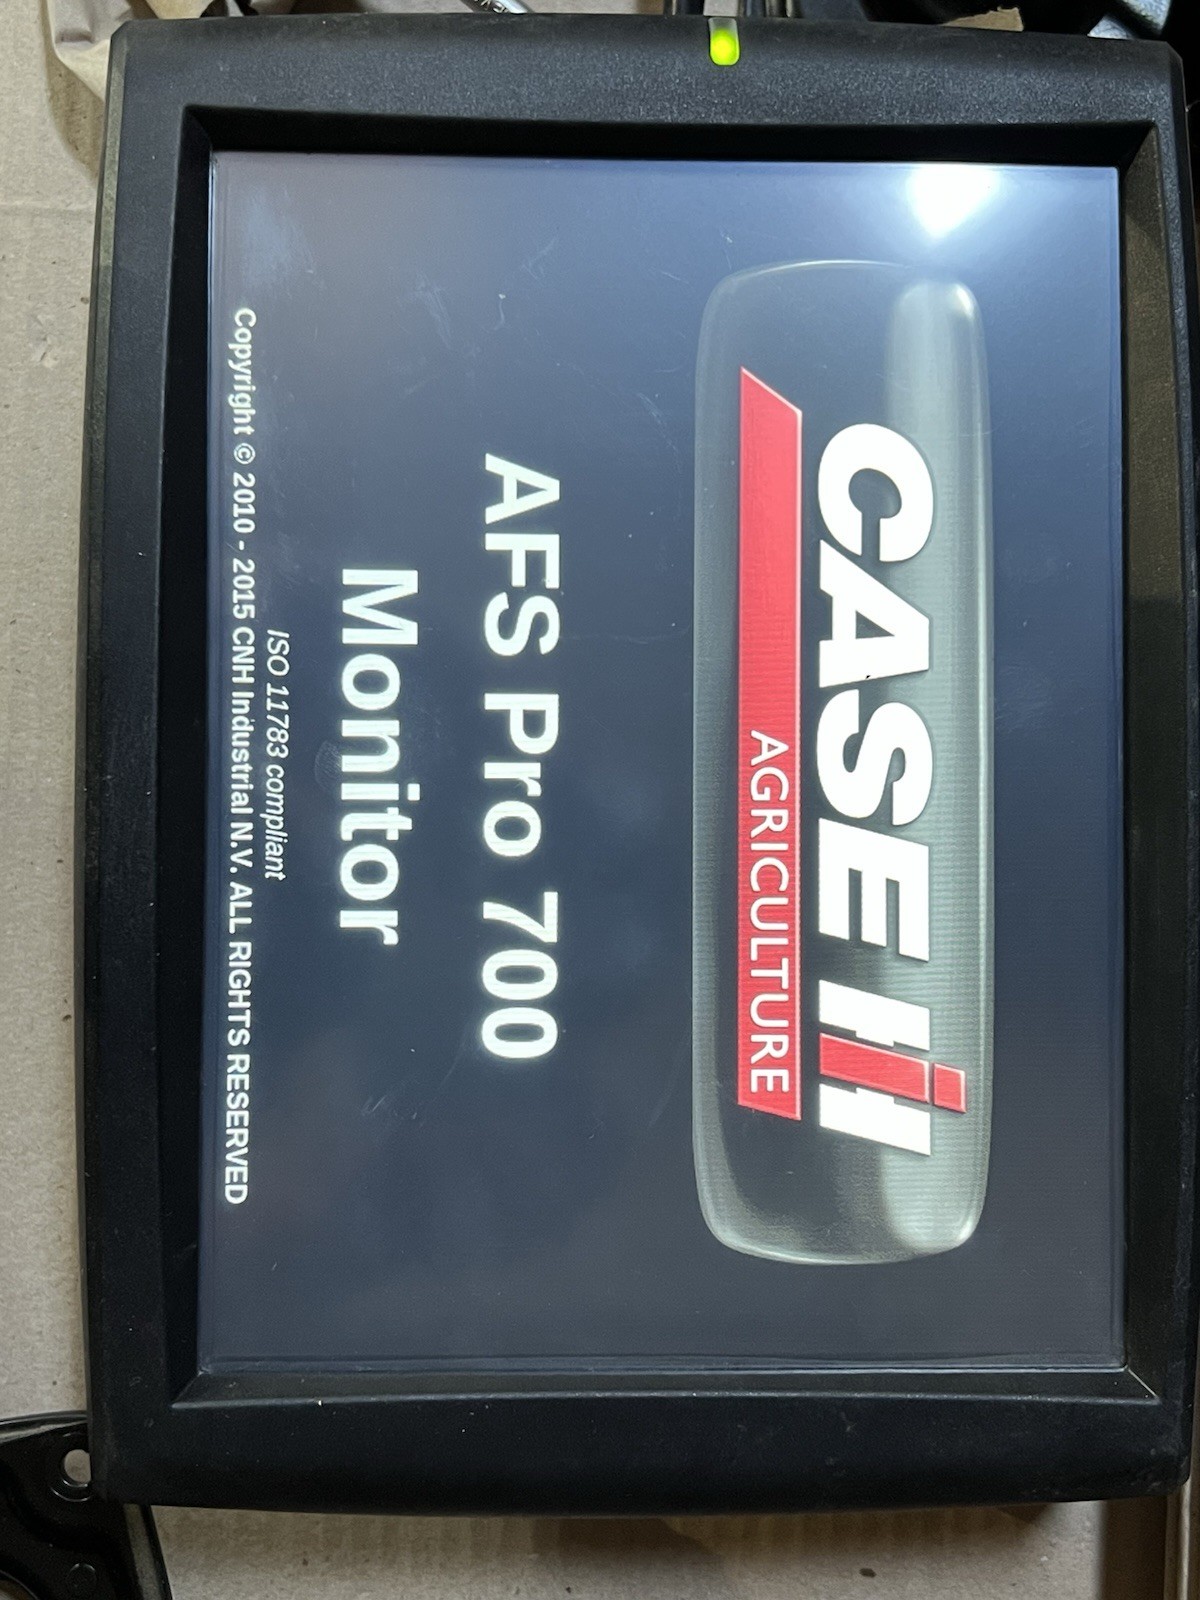 CASE IH
AGRICULTURE
AFS Pro 700
Monitor
ISO 11783 compliant
Copyright © 2010 - 2015 CNH Industrial N.V. ALL RIGHTS RESERVED